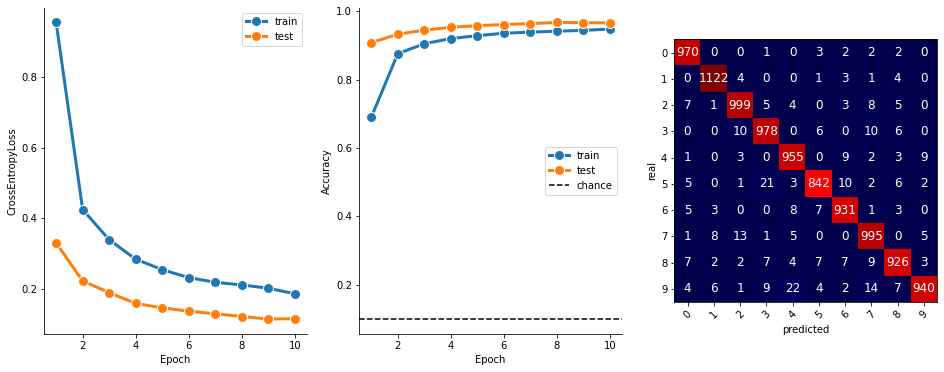 CrossEntropyLoss
0.8
0.6
0.4
0.2
2 4 6 8 10
Epoch
train
test
Accuracy
1.0
0.8
0.6
0.4
0.2
2 4 6 8 10
Epoch
train
test
chance
real
0 970 0 0 1 0 3 2 2 2 0
1 0 1122 4 0 0 1 3 1 4 0
2 7 1 999 5 4 0 3 8 5 0
3 0 0 10 978 0 6 0 10 6 0
4 1 0 3 0 955 0 9 2 3 9
5 5 0 1 21 3 842 10 2 6 2
6 5 3 0 0 8 7 931 1 3 0
7 1 8 13 1 5 0 0 995 0 5
8 7 2 2 7 4 7 7 9 926 3
9 4 6 1 9 22 4 2 14 7 940
0 1 2 3 4 5 6 7 8 9
predicted